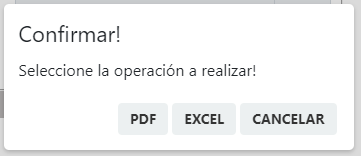 Confirmar!
Seleccione la operación a realizar!
PDF EXCEL CANCELAR